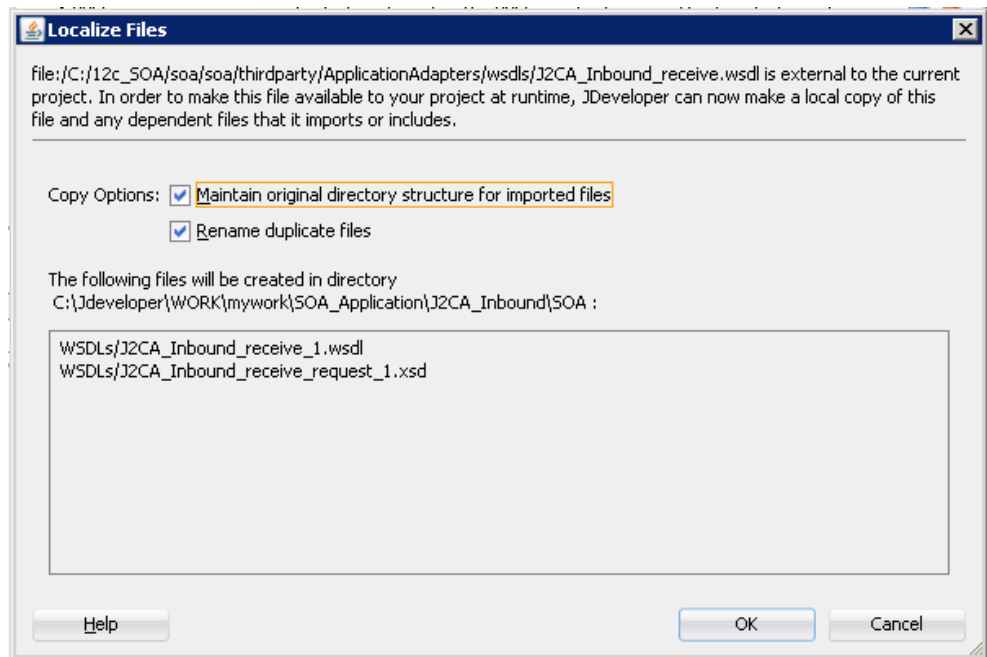 Localize Files
file:/C:/12c_SOA/soa/soa/thirdparty/ApplicationAdapters/wsdls/J2CA_Inbound_receive.wsdl is external to the current
project. In order to make this file available to your project at runtime, JDeveloper can now make a local copy of this
file and any dependent files that it imports or includes.
Copy Options: Maintain original directory structure for imported files
Rename duplicate files
The following files will be created in directory
C:\Jdeveloper\WORK\mywork\SOA_Application\J2CA_Inbound\SOA :
WSDLs/J2CA_Inbound_receive_1.wsdl
WSDLs/J2CA_Inbound_receive_request_1.xsd
Help OK Cancel